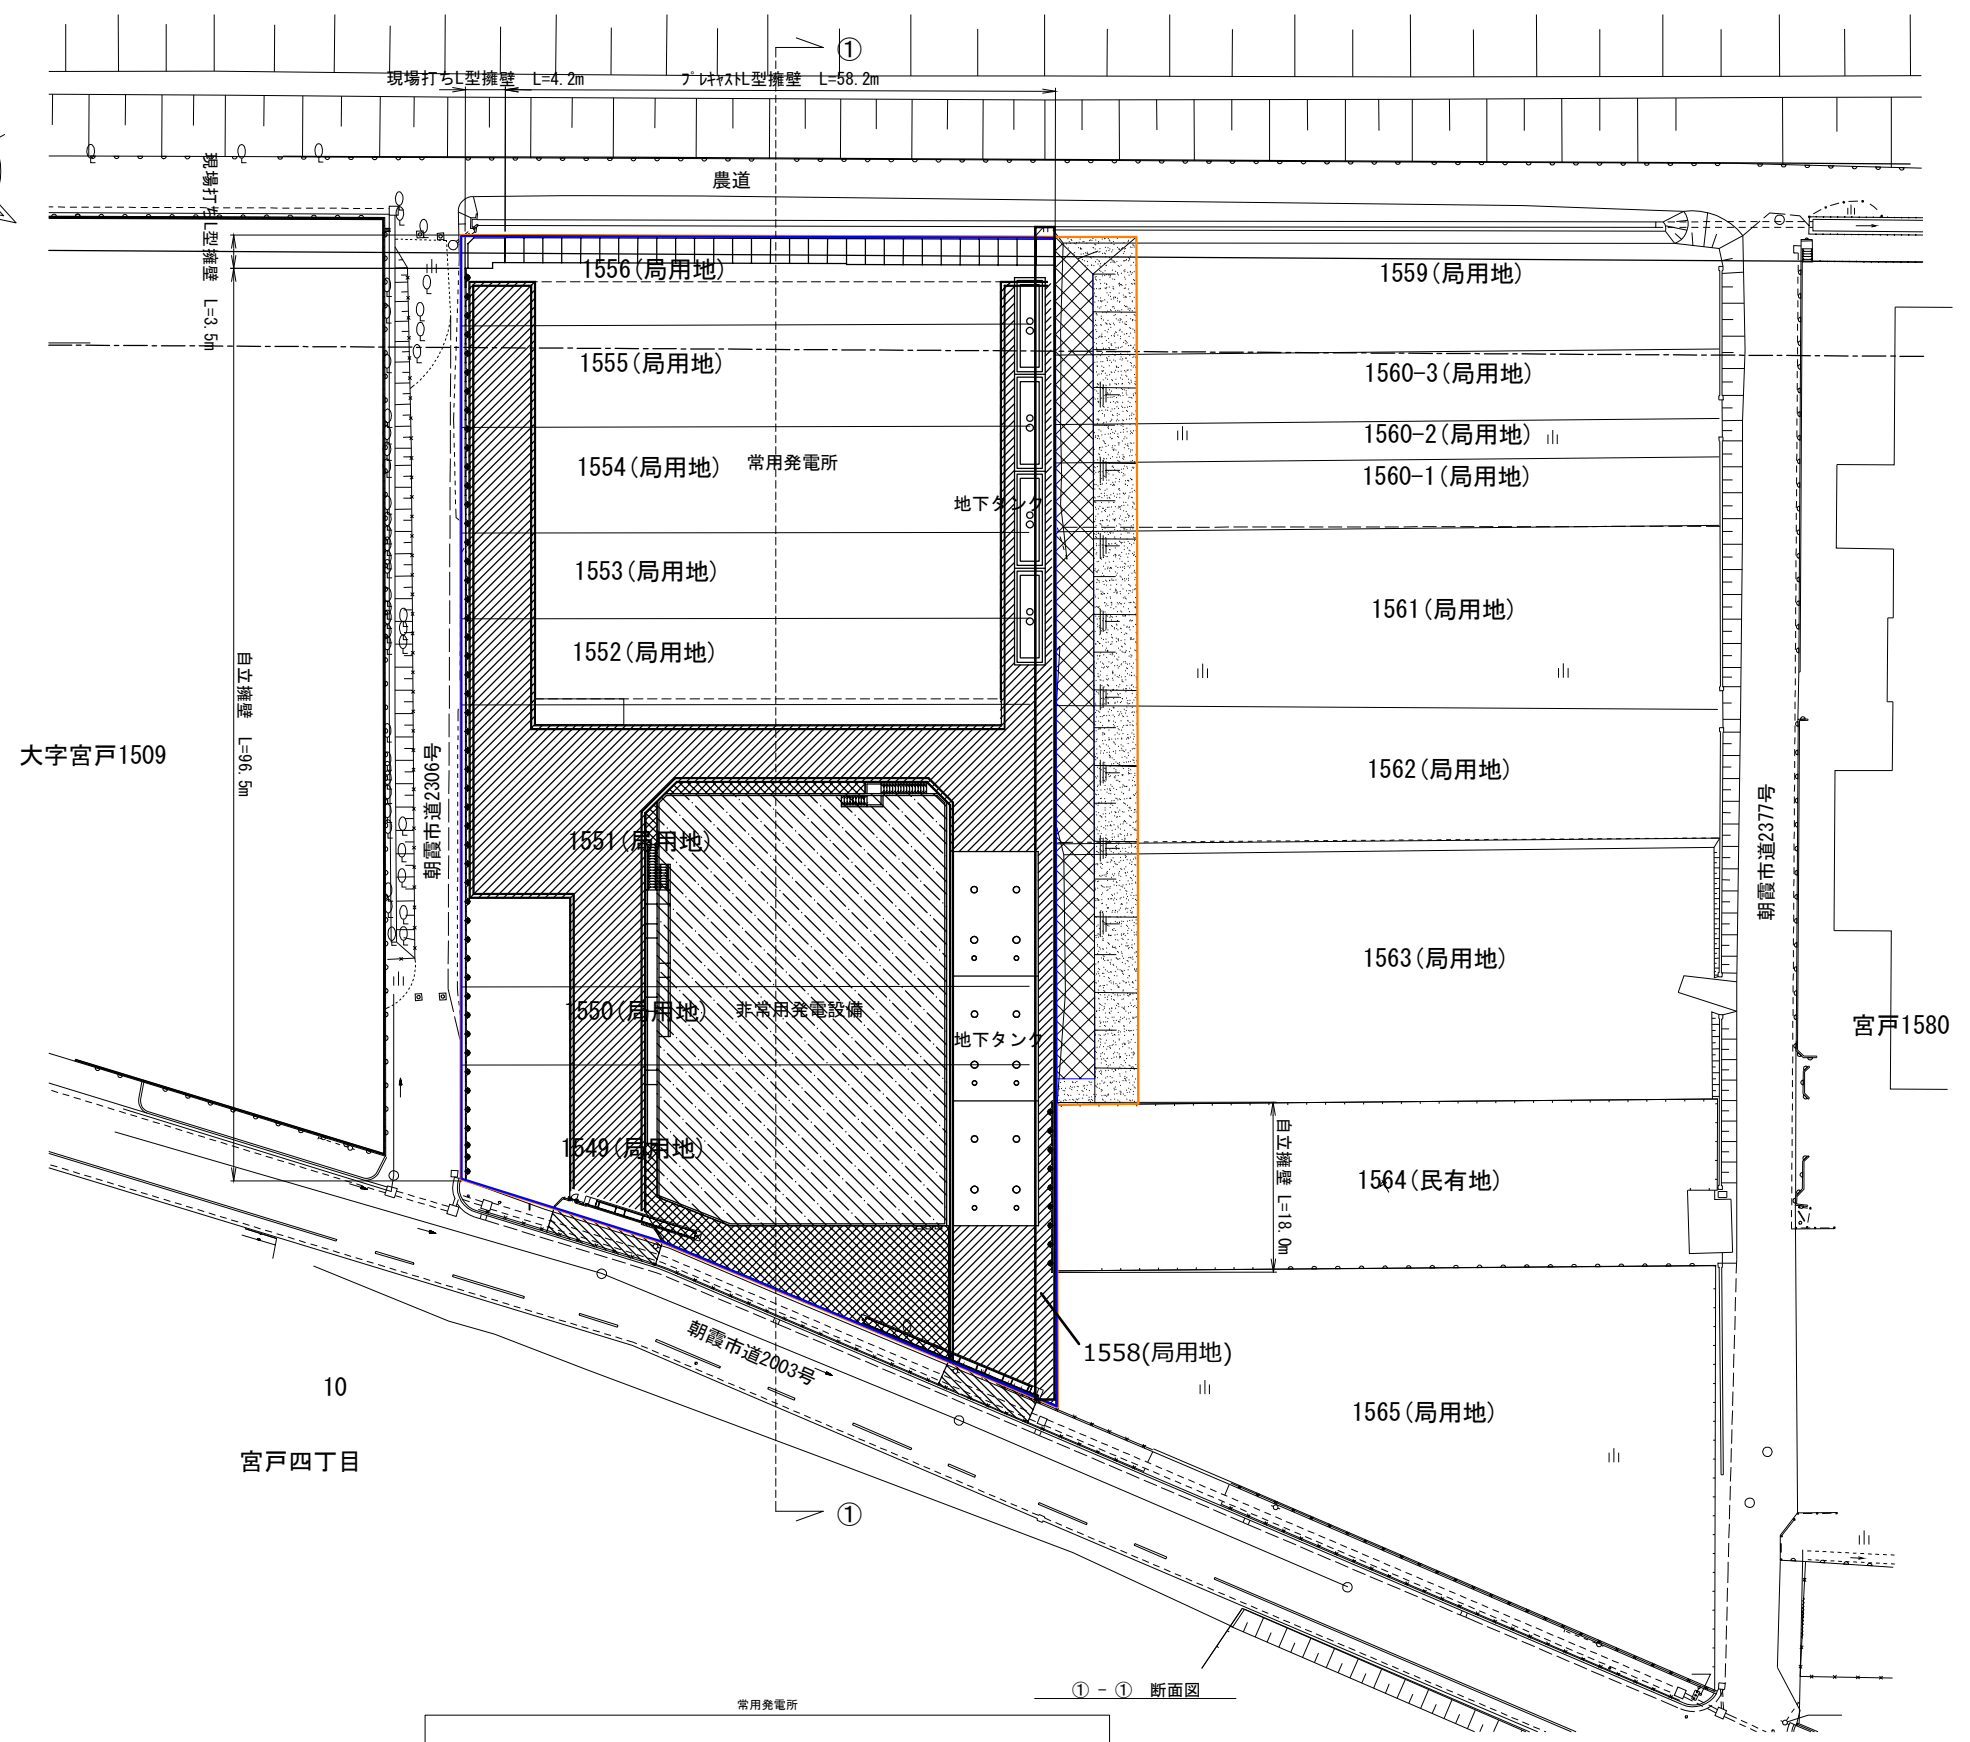 ①
現場打ちL型擁壁 L=4.2m
プレキャストL型擁壁 L=58.2m
現場打ちL型擁壁 L=3.5m
農道
1556(局用地)
1559(局用地)
1555(局用地)
1560-3(局用地)
1560-2(局用地)
1554(局用地)
常用発電所
1560-1(局用地)
地下タンク
1553(局用地)
1561(局用地)
1552(局用地)
自立擁壁 L=96.5m
大字宮戸1509
朝霞市道2306号
1562(局用地)
朝霞市道2377号
1551(局用地)
1563(局用地)
1550(局用地)
非常用発電設備
地下タンク
宮戸1580
1549(局用地)
自立擁壁 L=18.0m
1564(民有地)
朝霞市道2003号
1558(局用地)
10
1565(局用地)
宮戸四丁目
①
① - ① 断面図
常用発電所